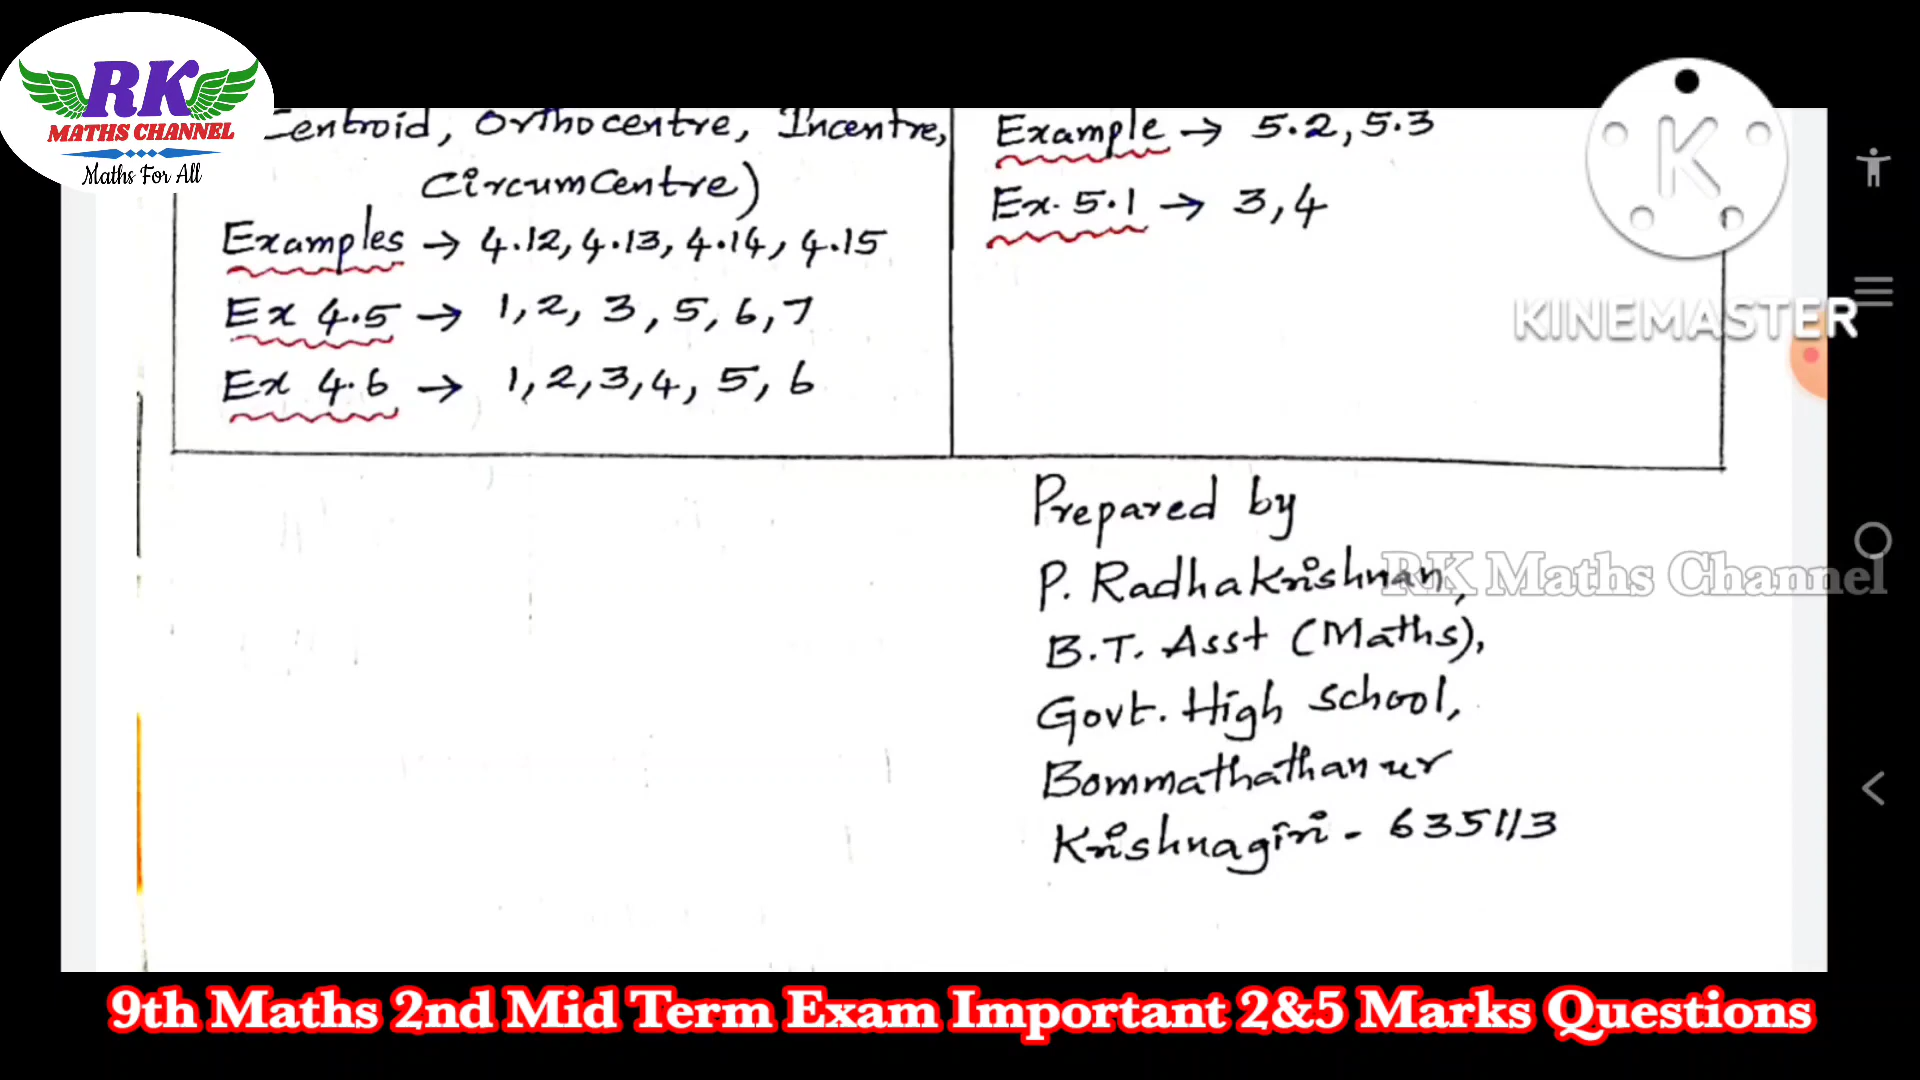 RK
MATHS CHANNEL
Maths For All
Centroid, Orthocentre, Incentre,
Circumcentre)
Examples → 4.12, 4.13, 4.14, 4.15
Ex 4.5 → 1, 2, 3, 5, 6, 7
Ex 4.6 → 1, 2, 3, 4, 5, 6
Example → 5.2, 5.3
Ex. 5.1 → 3, 4
K
KINEMASTER
Prepared by
P. Radhakrishnan,
RK Maths Channel
B.T. Asst (Maths),
Govt. High School,
Bommathathanur
Krishnagiri - 635113
9th Maths 2nd Mid Term Exam Important 2&5 Marks Questions